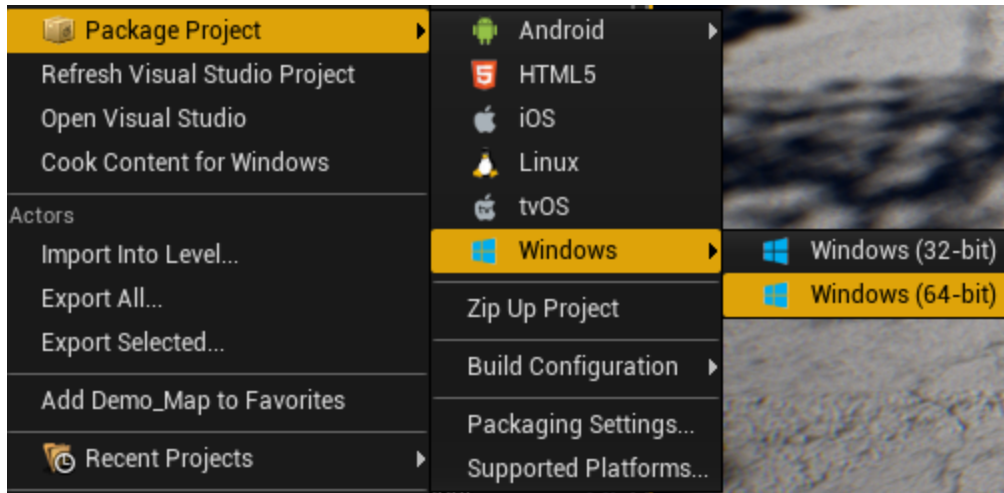 Package Project
Refresh Visual Studio Project
Open Visual Studio
Cook Content for Windows
Actors
Import Into Level...
Export All...
Export Selected...
Add Demo_Map to Favorites
Recent Projects
Android
HTML5
iOS
Linux
tv
tvOS
Windows
Zip Up Project
Build Configuration
Packaging Settings...
Supported Platforms...
Windows (32-bit)
Windows (64-bit)